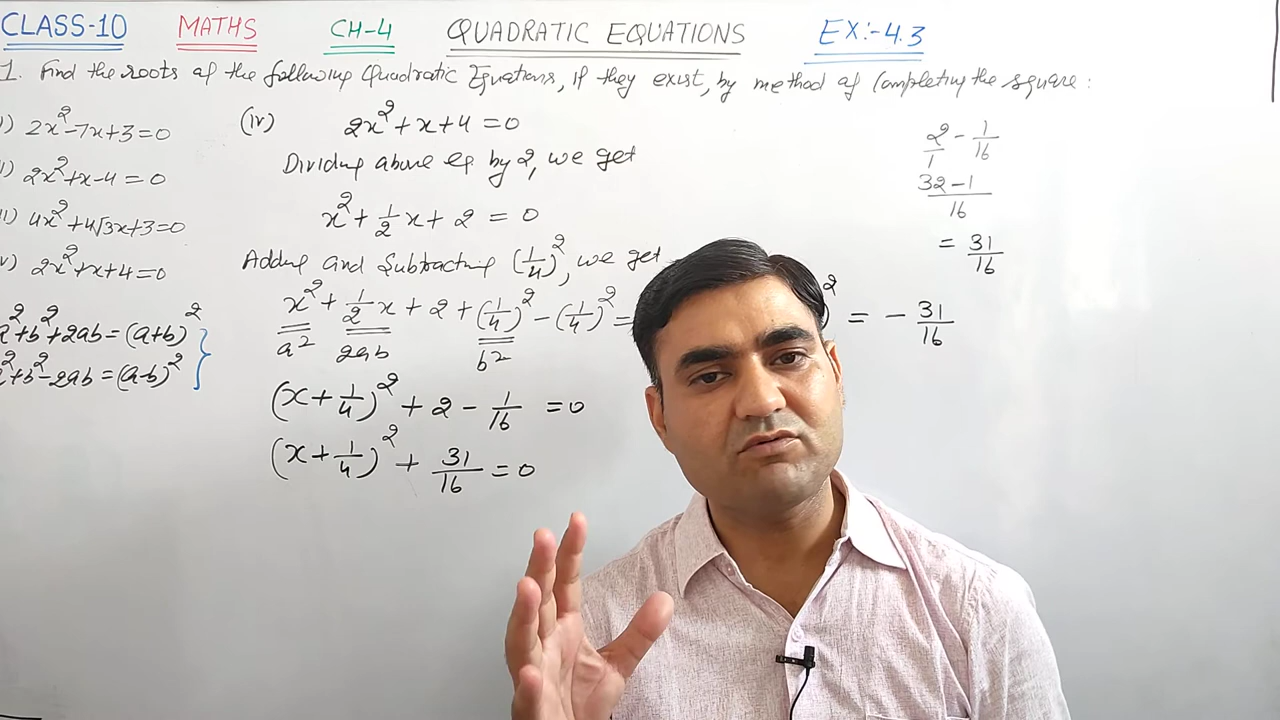 CLASS-10 MATHS CH-4 QUADRATIC EQUATIONS EX:-4.3
1. Find the roots of the following Quadratic Equations, if they exist, by method of Completing the square:
i) 2x²-7x+3=0
i) 2x²+x-4=0
ii) 4x²+4√3x+3=0
v) 2x²+x+4=0
a²+b²+2ab=(a+b)²
a²+b²-2ab=(a-b)²
(iv) 2x²+x+4=0
Dividing above eq by 2, we get
x²+1/2x+2=0
Adding and Subtracting (1/4)², we get
x²+1/2x+2+(1/4)²-(1/4)²=
a² 2ab b²
(x+1/4)²+2-1/16=0
(x+1/4)²+31/16=0
)²=-31/16
2/1-1/16
32-1/16
=31/16